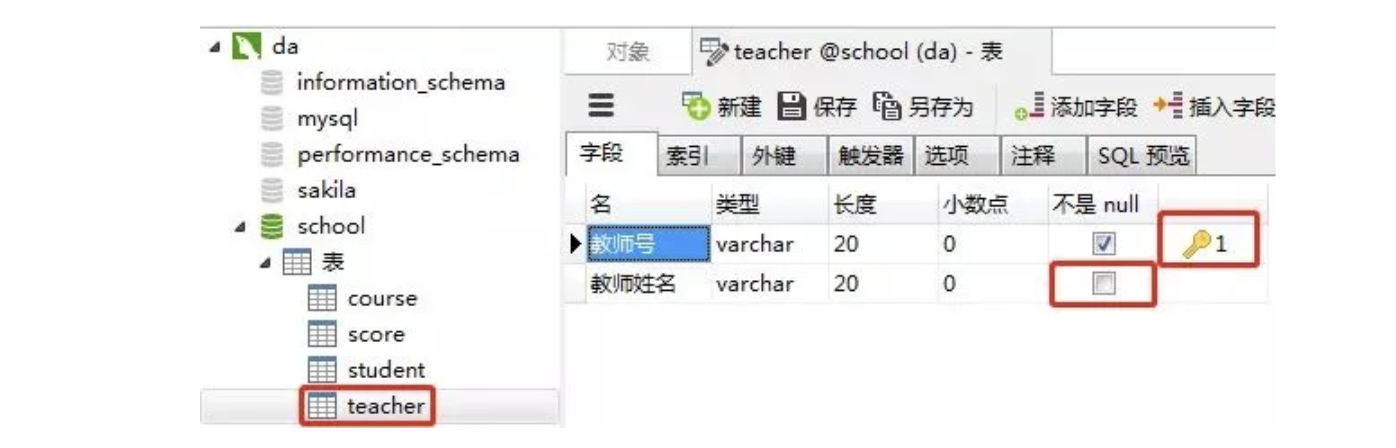 da
information_schema
mysql
performance_schema
sakila
school
表
course
score
student
teacher
对象 teacher @school (da) - 表
新建 保存 另存为 添加字段 插入字段
字段 索引 外键 触发器 选项 注释 SQL 预览
名 类型 长度 小数点 不是 null
教师号 varchar 20 0 1
教师姓名 varchar 20 0